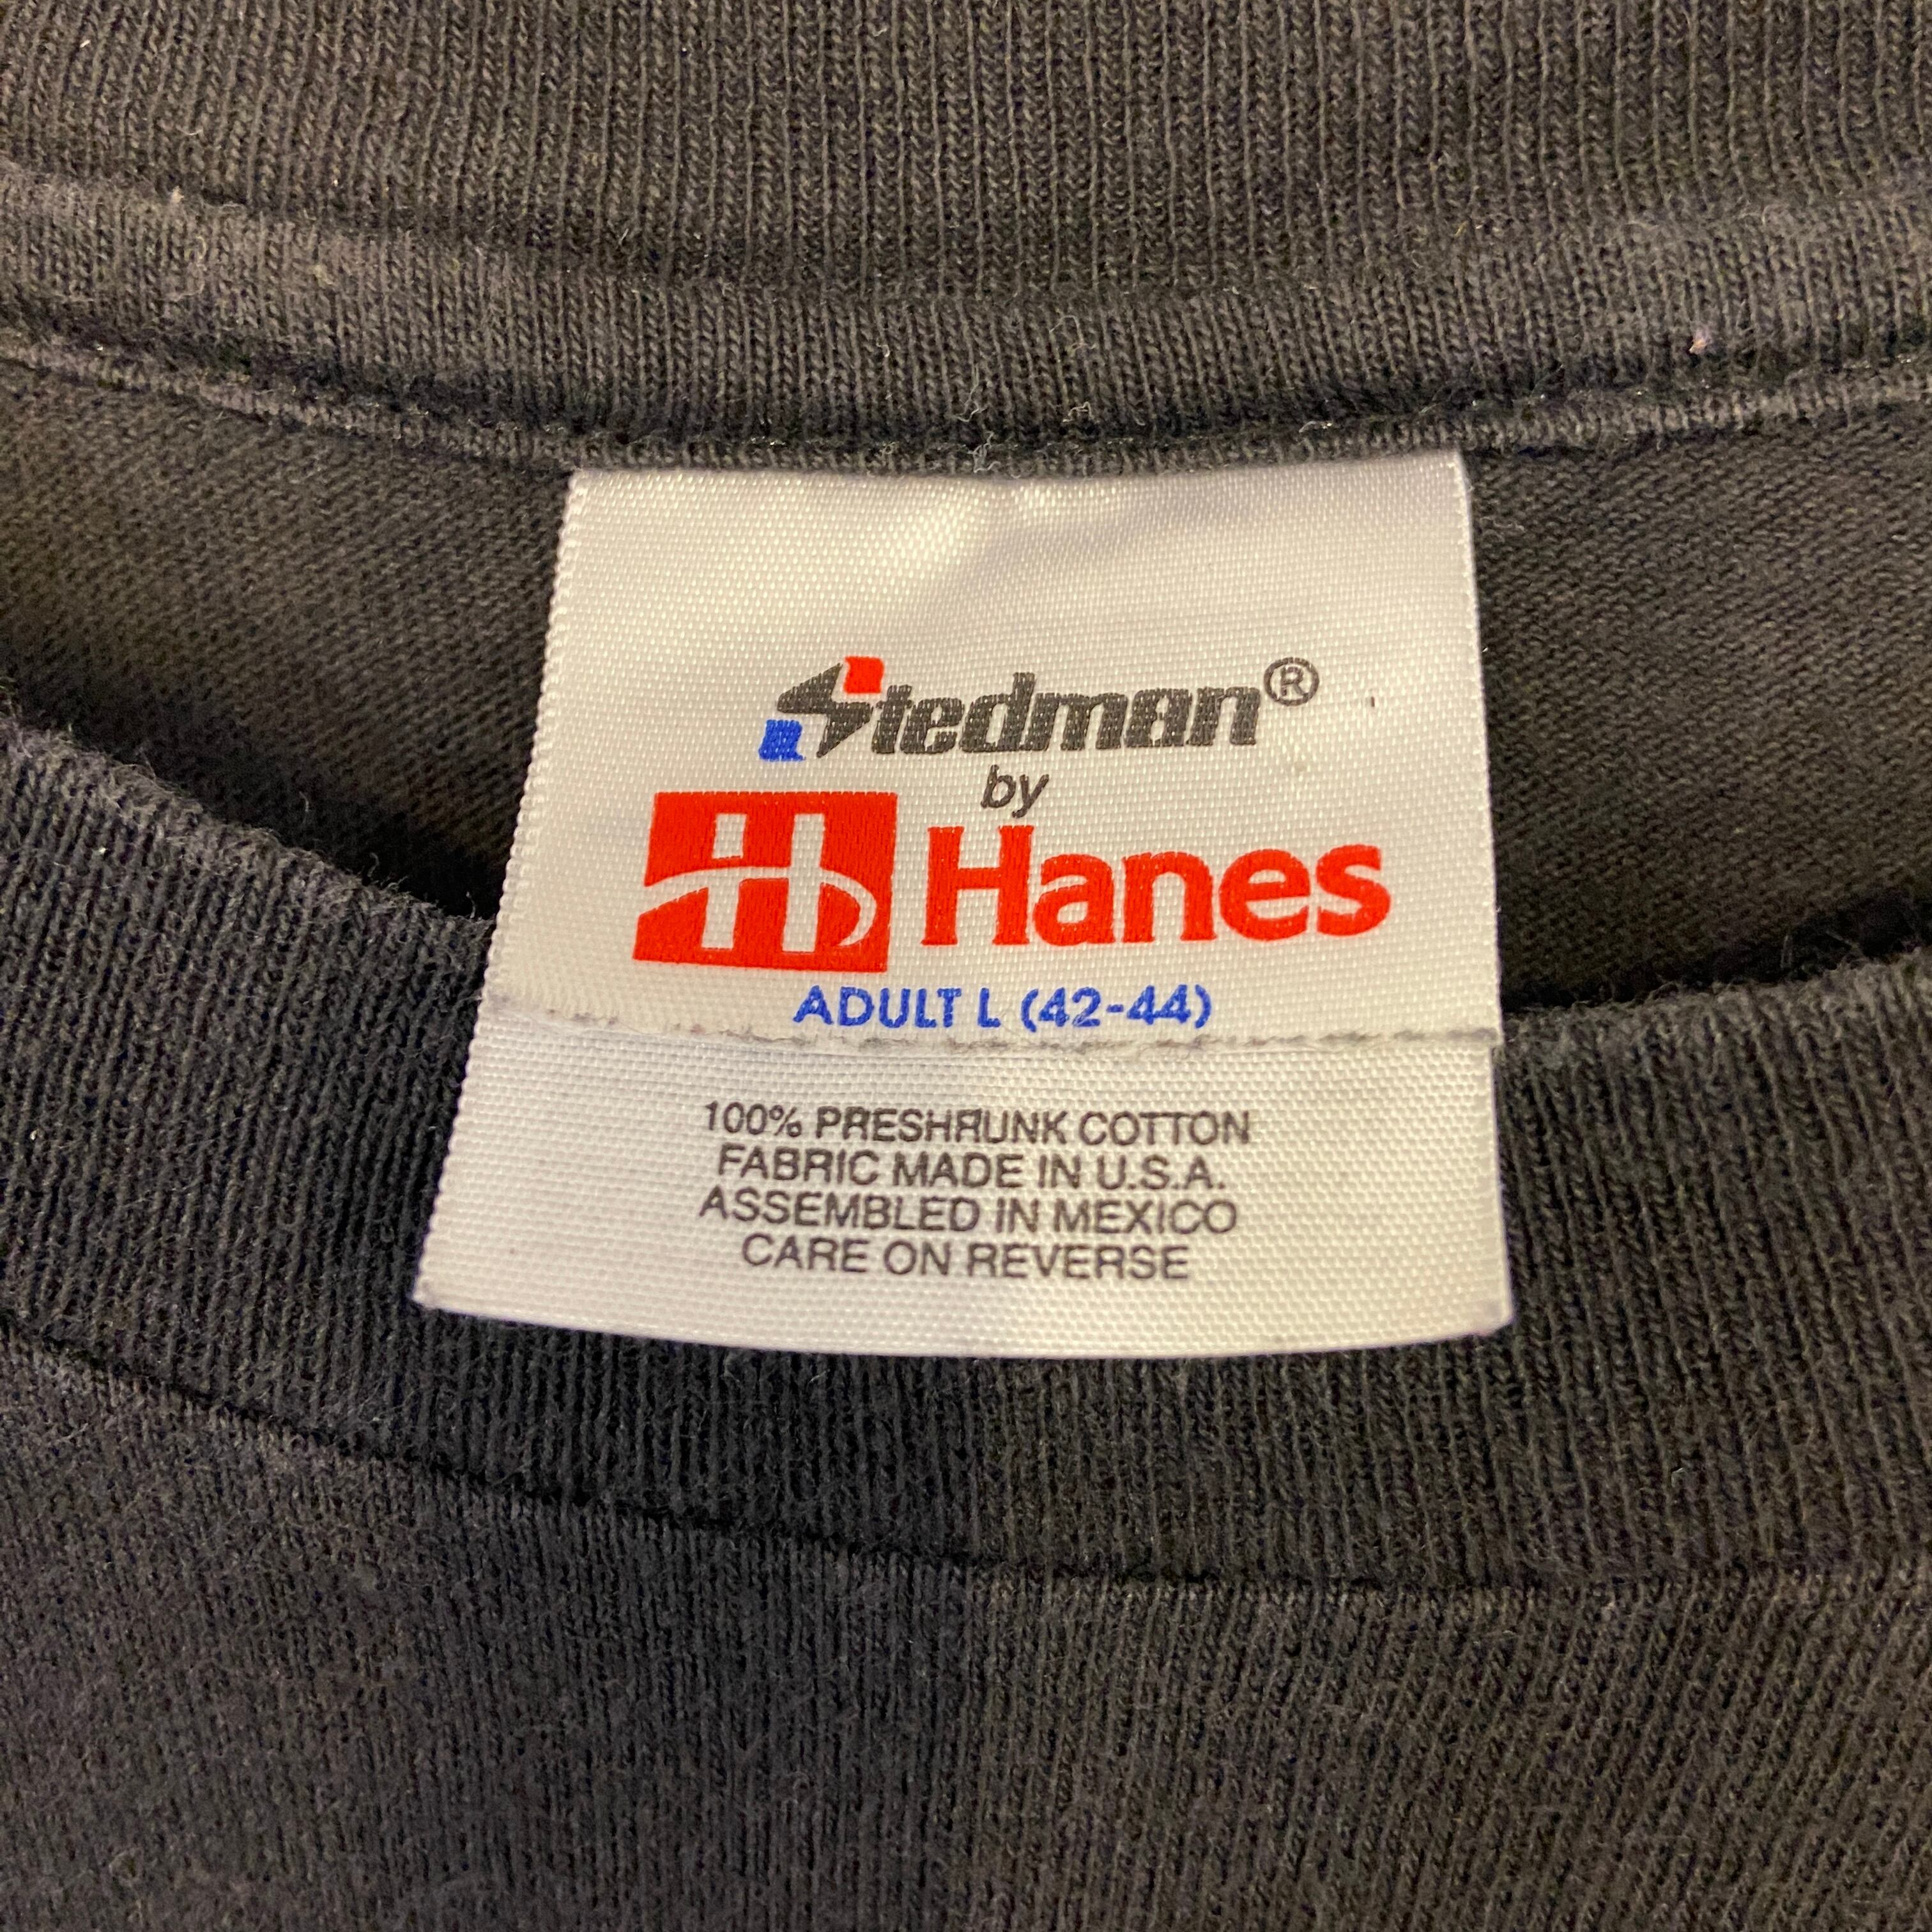 Stedman®
by
Hanes
ADULT L (42-44)
100% PRESHRUNK COTTON
FABRIC MADE IN U.S.A.
ASSEMBLED IN MEXICO
CARE ON REVERSE